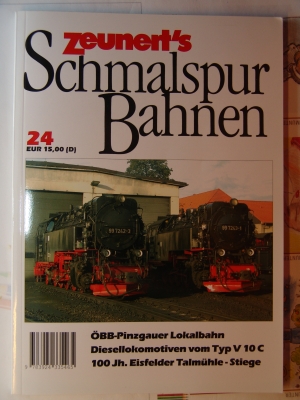 Zeunert's
Schmalspur
Bahnen
24
EUR 15,00 (D)
ÖBB-Pinzgauer Lokalbahn
Diesellokomotiven vom Typ V 10 C
100 Jh. Eisfelder Talmühle - Stiege